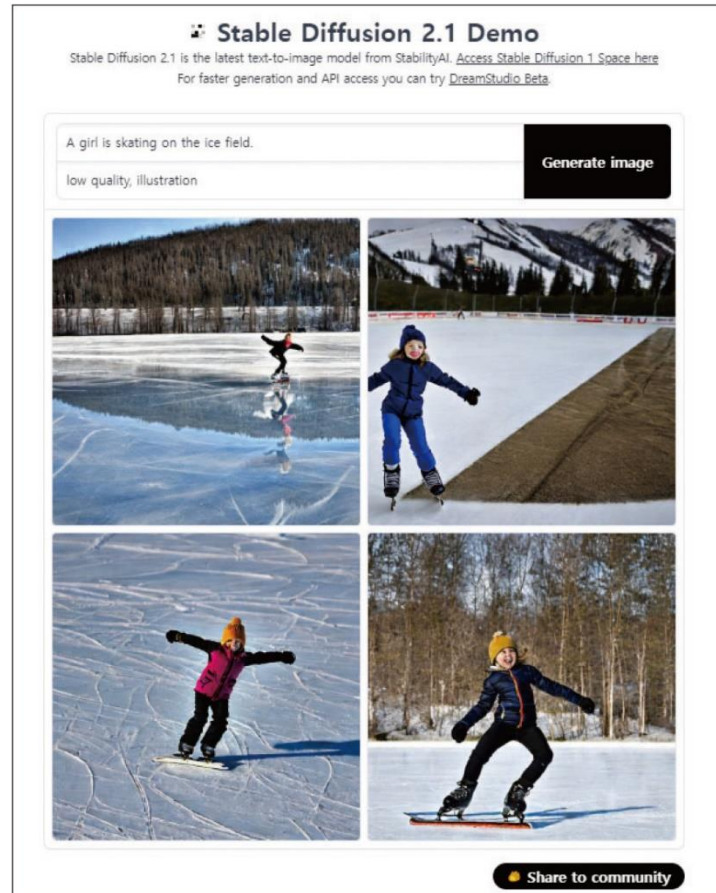 Stable Diffusion 2.1 Demo
Stable Diffusion 2.1 is the latest text-to-image model from StabilityAI. Access Stable Diffusion 1 Space here
For faster generation and API access you can try DreamStudio Beta.
A girl is skating on the ice field.
Generate image
low quality, illustration
Share to community